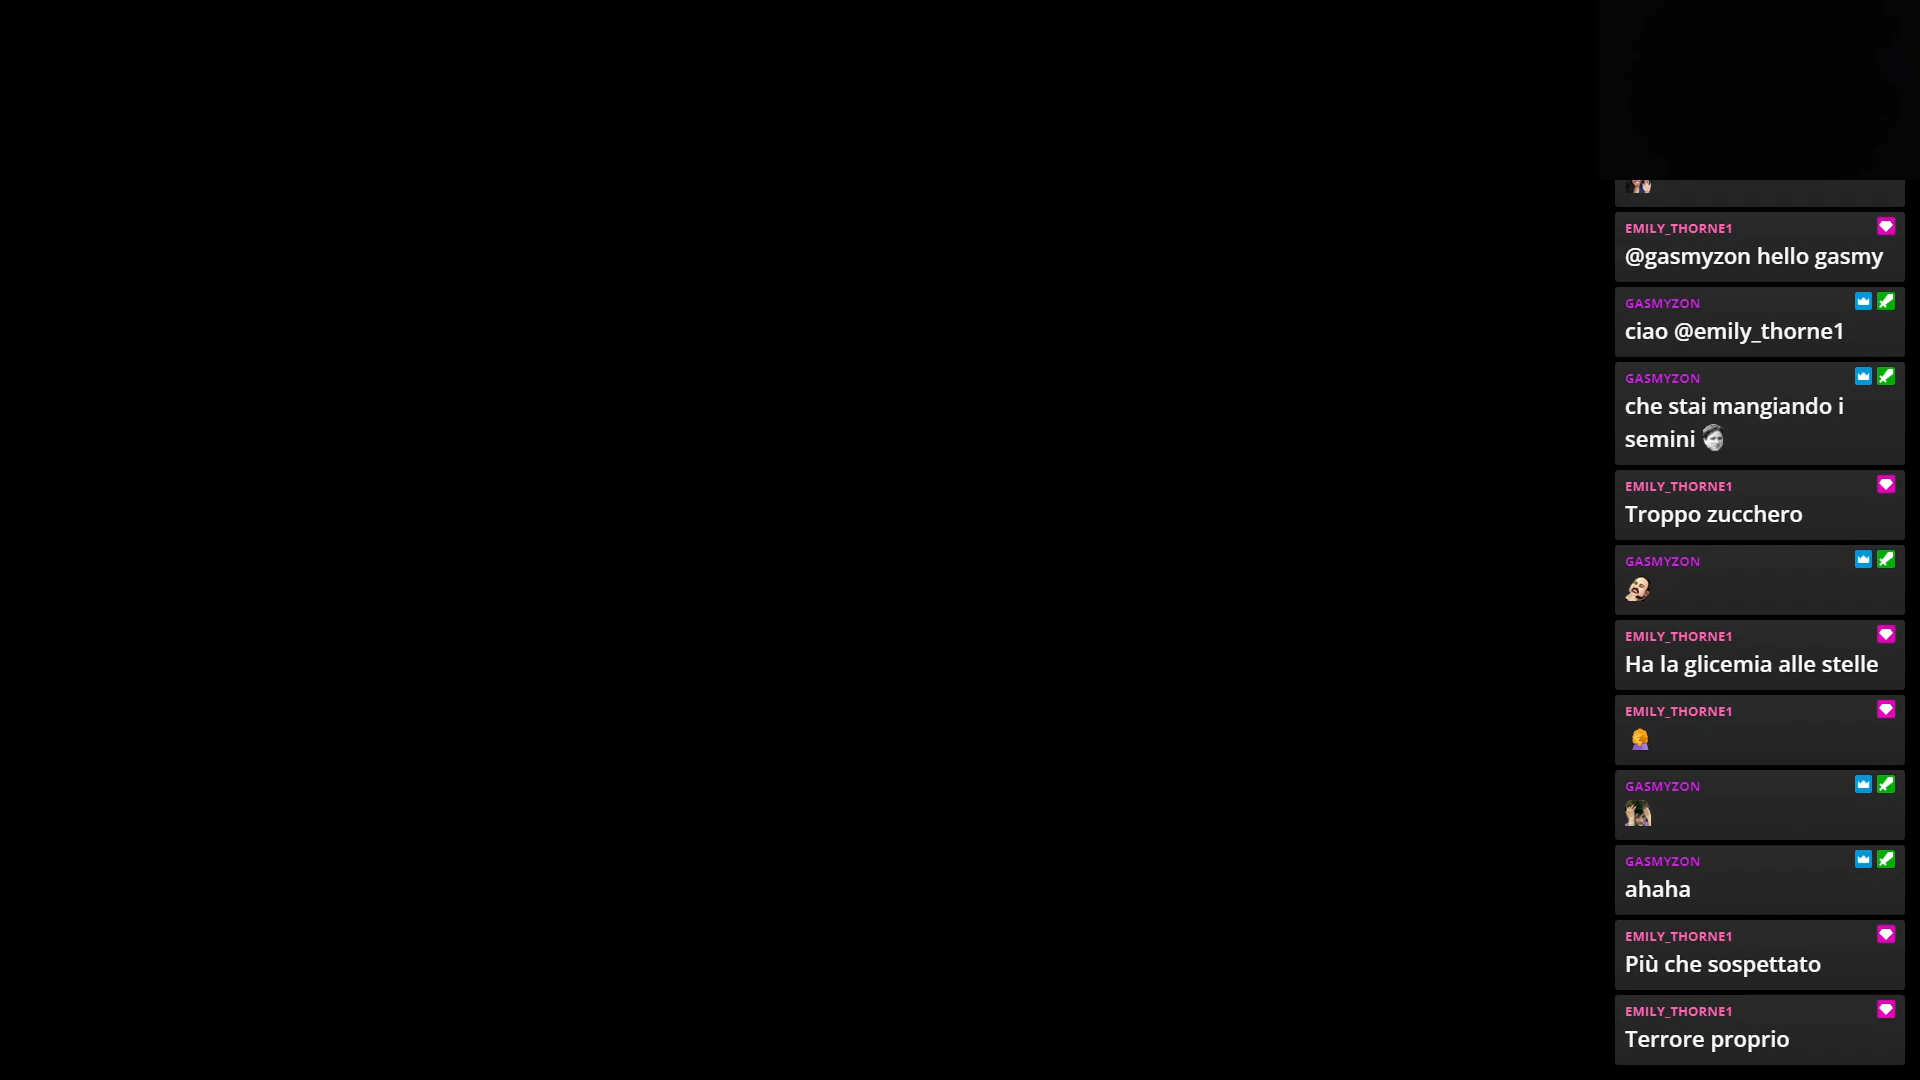 EMILY_THORNE1
@gasmyzon hello gasmy
GASMYZON
ciao @emily_thorne1
GASMYZON
che stai mangiando i
semini
EMILY_THORNE1
Troppo zucchero
GASMYZON
EMILY_THORNE1
Ha la glicemia alle stelle
EMILY_THORNE1
GASMYZON
GASMYZON
ahaha
EMILY_THORNE1
Più che sospettato
EMILY_THORNE1
Terrore proprio